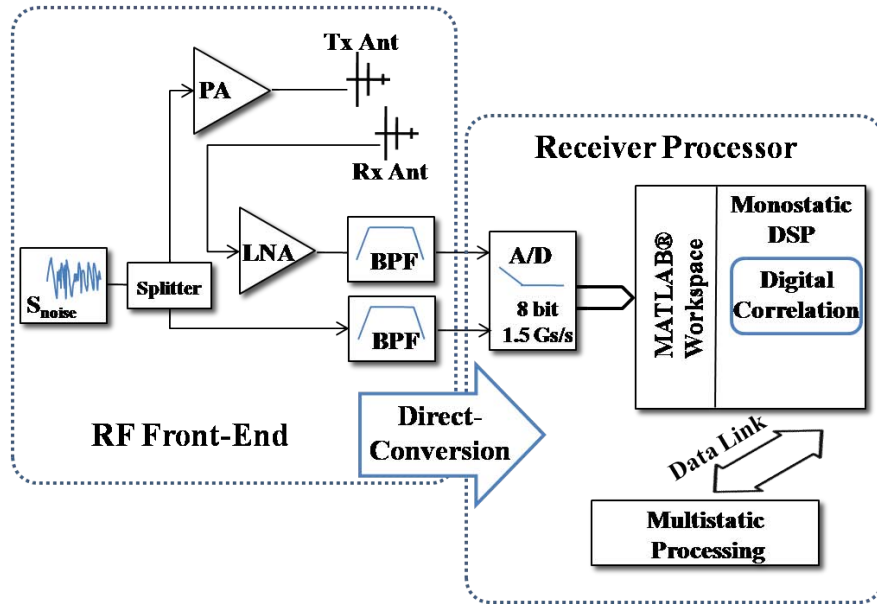 Tx Ant
PA
Rx Ant
LNA
BPF
S noise
Splitter
BPF
RF Front-End
Direct-
Conversion
Receiver Processor
A/D
8 bit
1.5 Gs/s
MATLAB®
Workspace
Monostatic
DSP
Digital
Correlation
Data Link
Multistatic
Processing